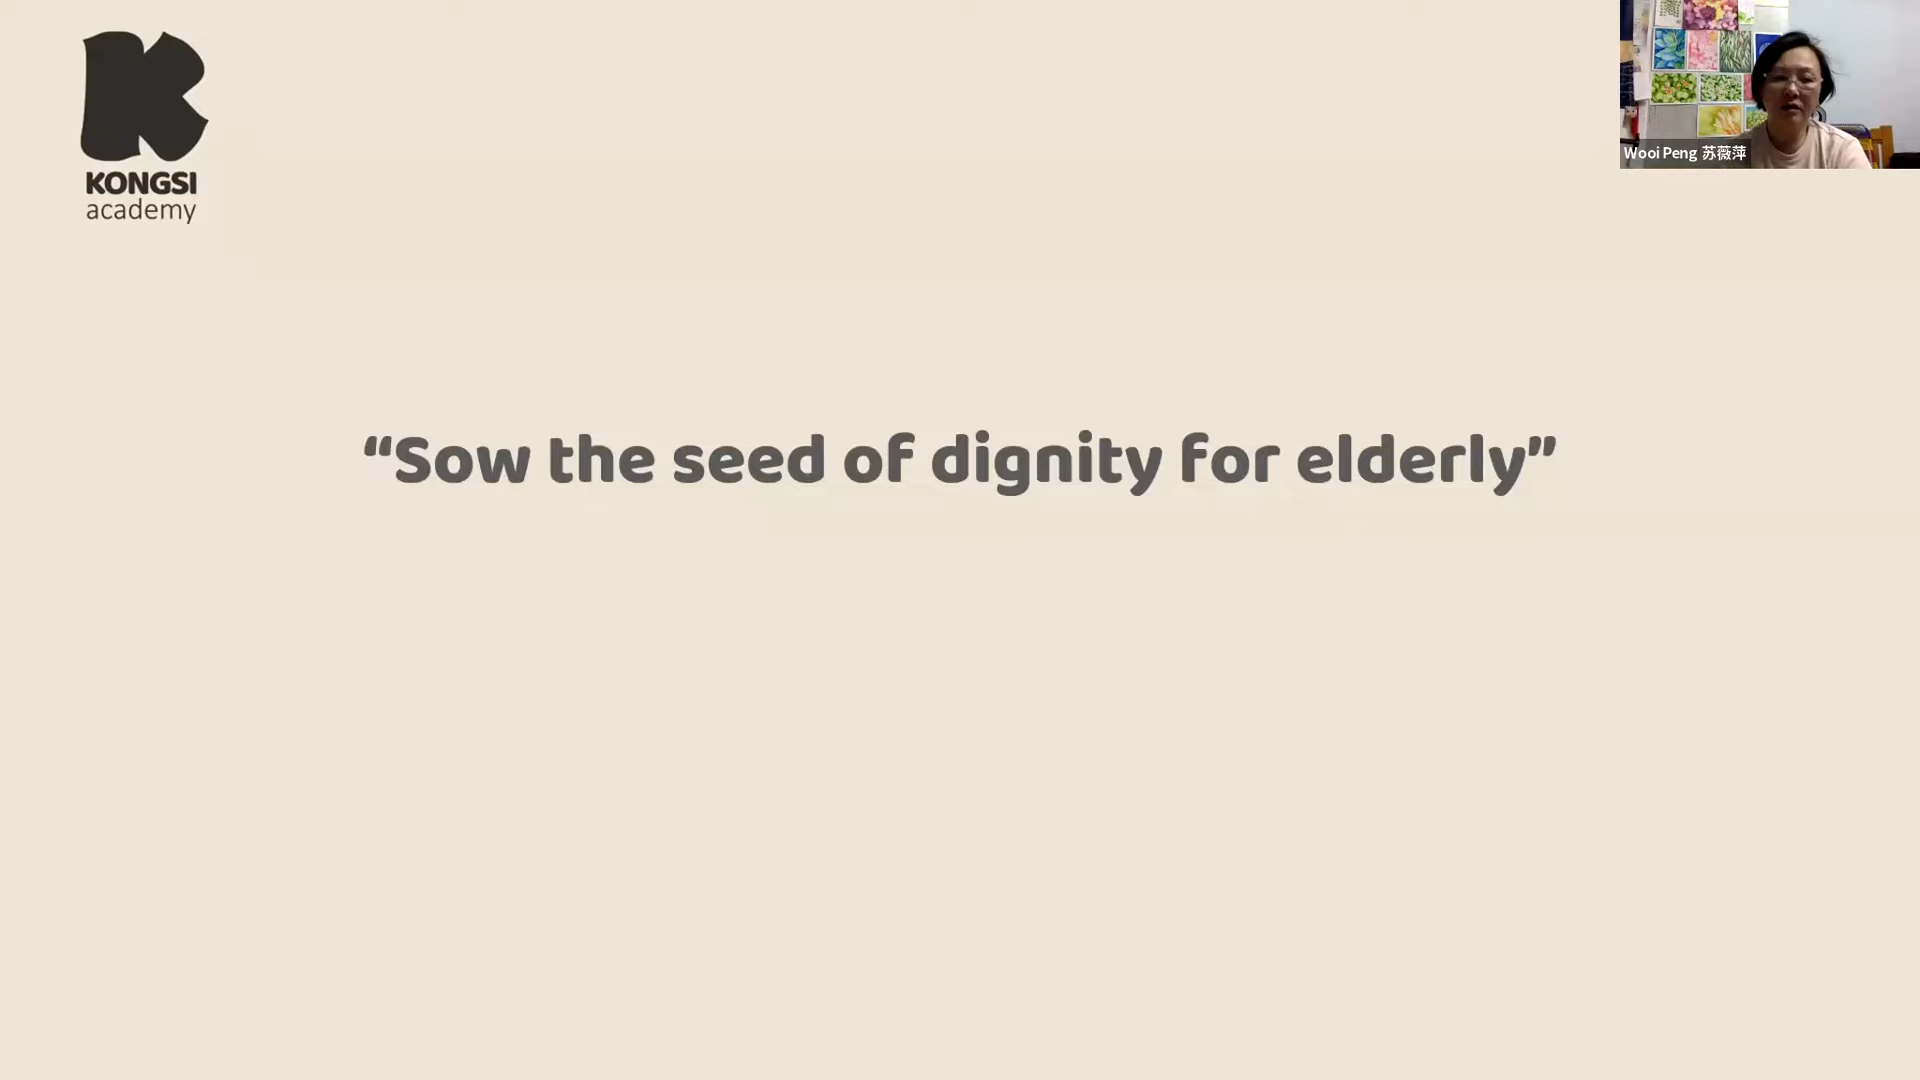 KONGSI
academy
Wooi Peng 苏薇萍
“Sow the seed of dignity for elderly”